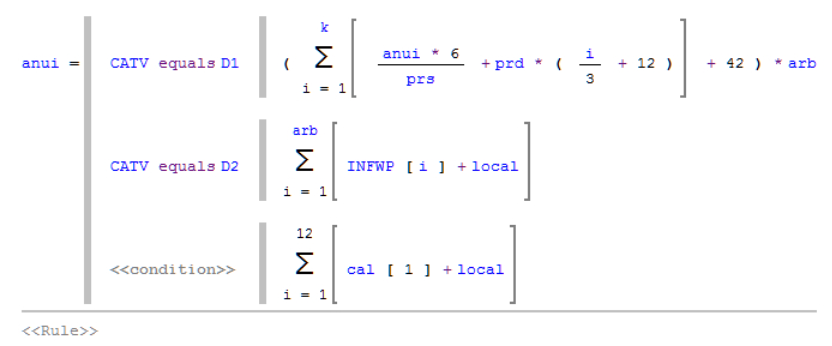 anui = CATV equals D1 ( k Σ i = 1 [ anui * 6 / prs + prd * ( i / 3 + 12 ) ] + 42 ) * arb
CATV equals D2 arb Σ i = 1 [ INFWP [ i ] + local ]
<<condition>> 12 Σ i = 1 [ cal [ 1 ] + local ]
<<Rule>>